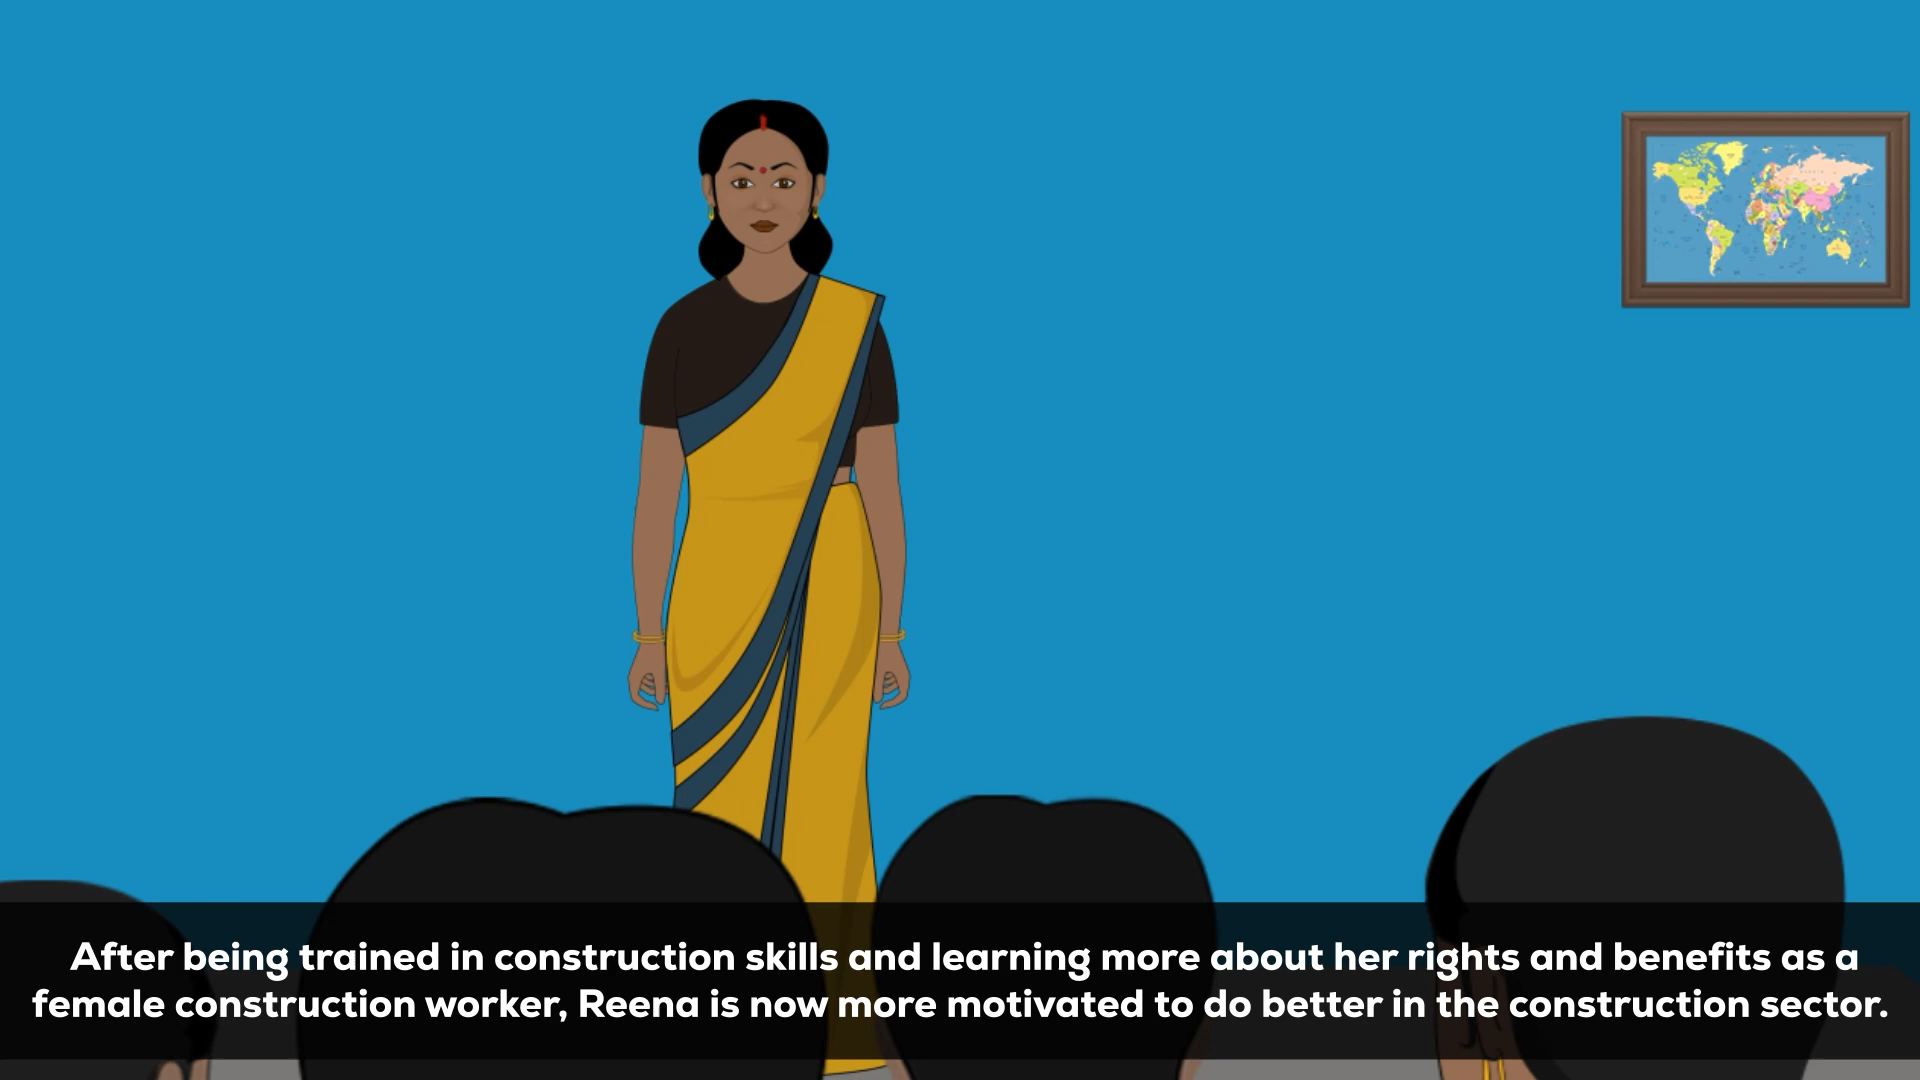 After being trained in construction skills and learning more about her rights and benefits as a
female construction worker, Reena is now more motivated to do better in the construction sector.